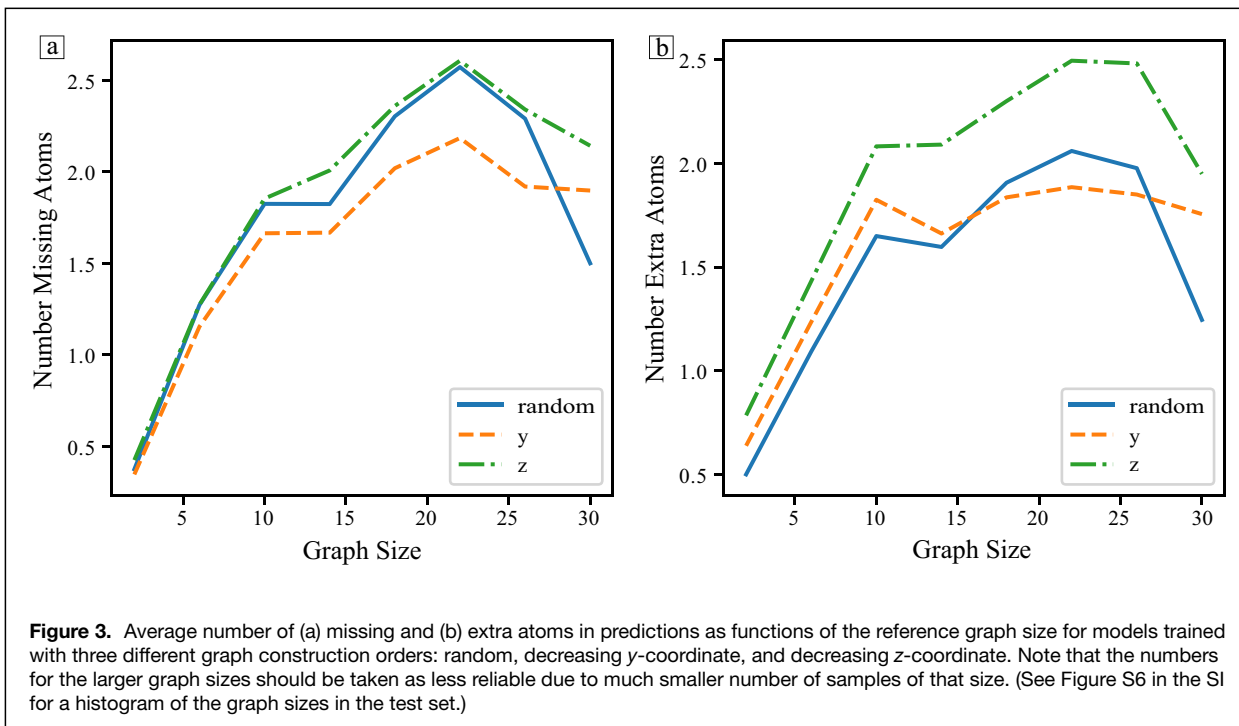 a
2.5
2.0
1.5
1.0
0.5
Number Missing Atoms
random
y
z
5 10 15 20 25 30
Graph Size
b
2.5
2.0
1.5
1.0
0.5
Number Extra Atoms
random
y
z
5 10 15 20 25 30
Graph Size
Figure 3. Average number of (a) missing and (b) extra atoms in predictions as functions of the reference graph size for models trained
with three different graph construction orders: random, decreasing y-coordinate, and decreasing z-coordinate. Note that the numbers
for the larger graph sizes should be taken as less reliable due to much smaller number of samples of that size. (See Figure S6 in the SI
for a histogram of the graph sizes in the test set.)